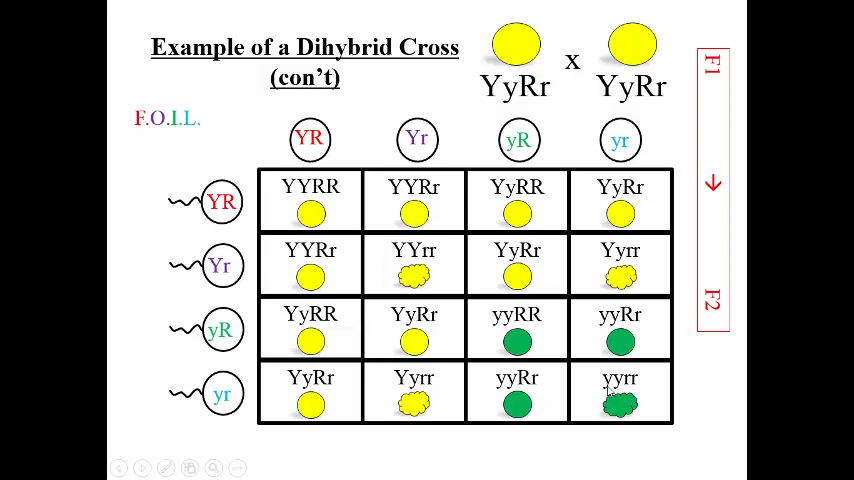 Example of a Dihybrid Cross
(con't)
YyRr x YyRr
F1
→
F2
F.O.I.L.
YR Yr yR yr
YR YYRR YYRr YyRR YyRr
Yr YYRr YYrr YyRr Yyrr
yR YyRR YyRr yyRR yyRr
yr YyRr Yyrr yyRr yyrr